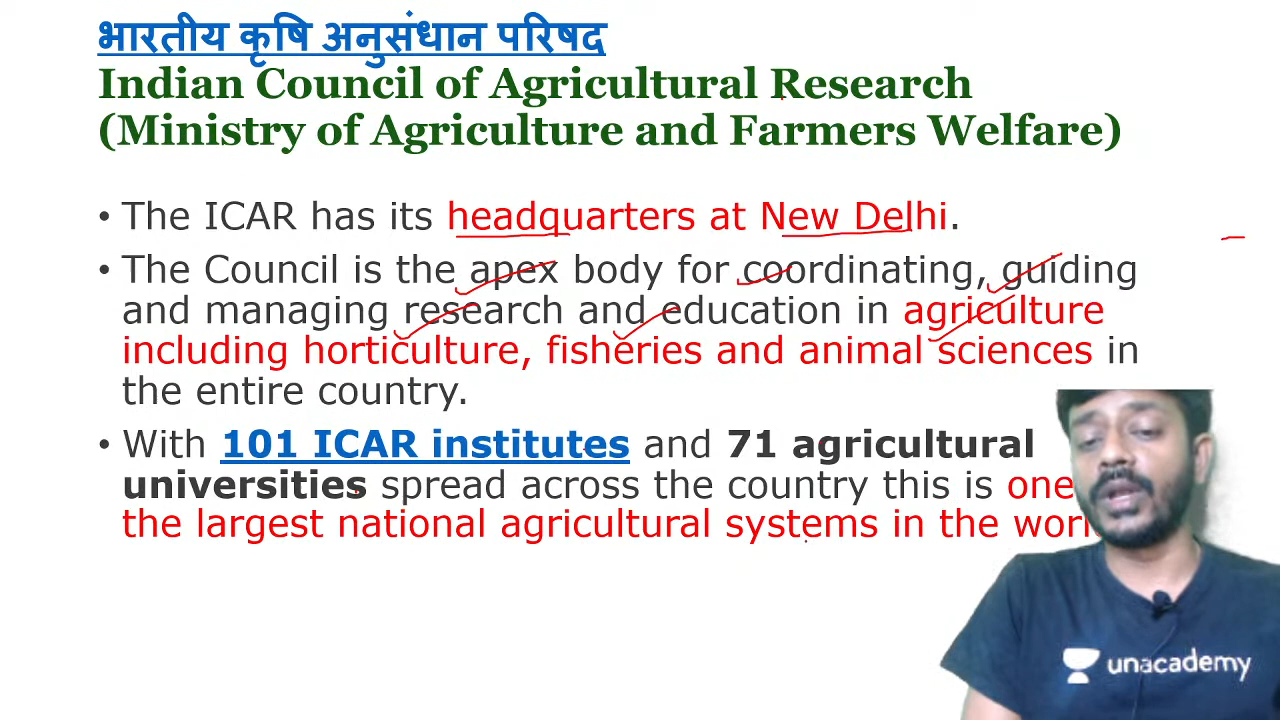 भारतीय कृषि अनुसंधान परिषद
Indian Council of Agricultural Research
(Ministry of Agriculture and Farmers Welfare)
• The ICAR has its headquarters at New Delhi.
• The Council is the apex body for coordinating, guiding
and managing research and education in agriculture
including horticulture, fisheries and animal sciences in
the entire country.
• With 101 ICAR institutes and 71 agricultural
universities spread across the country this is one
the largest national agricultural systems in the
unacademy